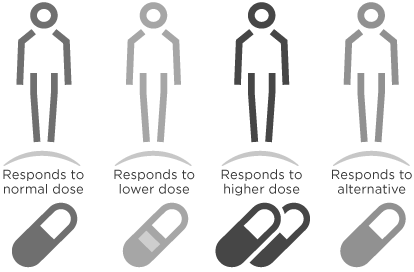 Responds to
normal dose
Responds to
lower dose
Responds to
higher dose
Responds to
alternative